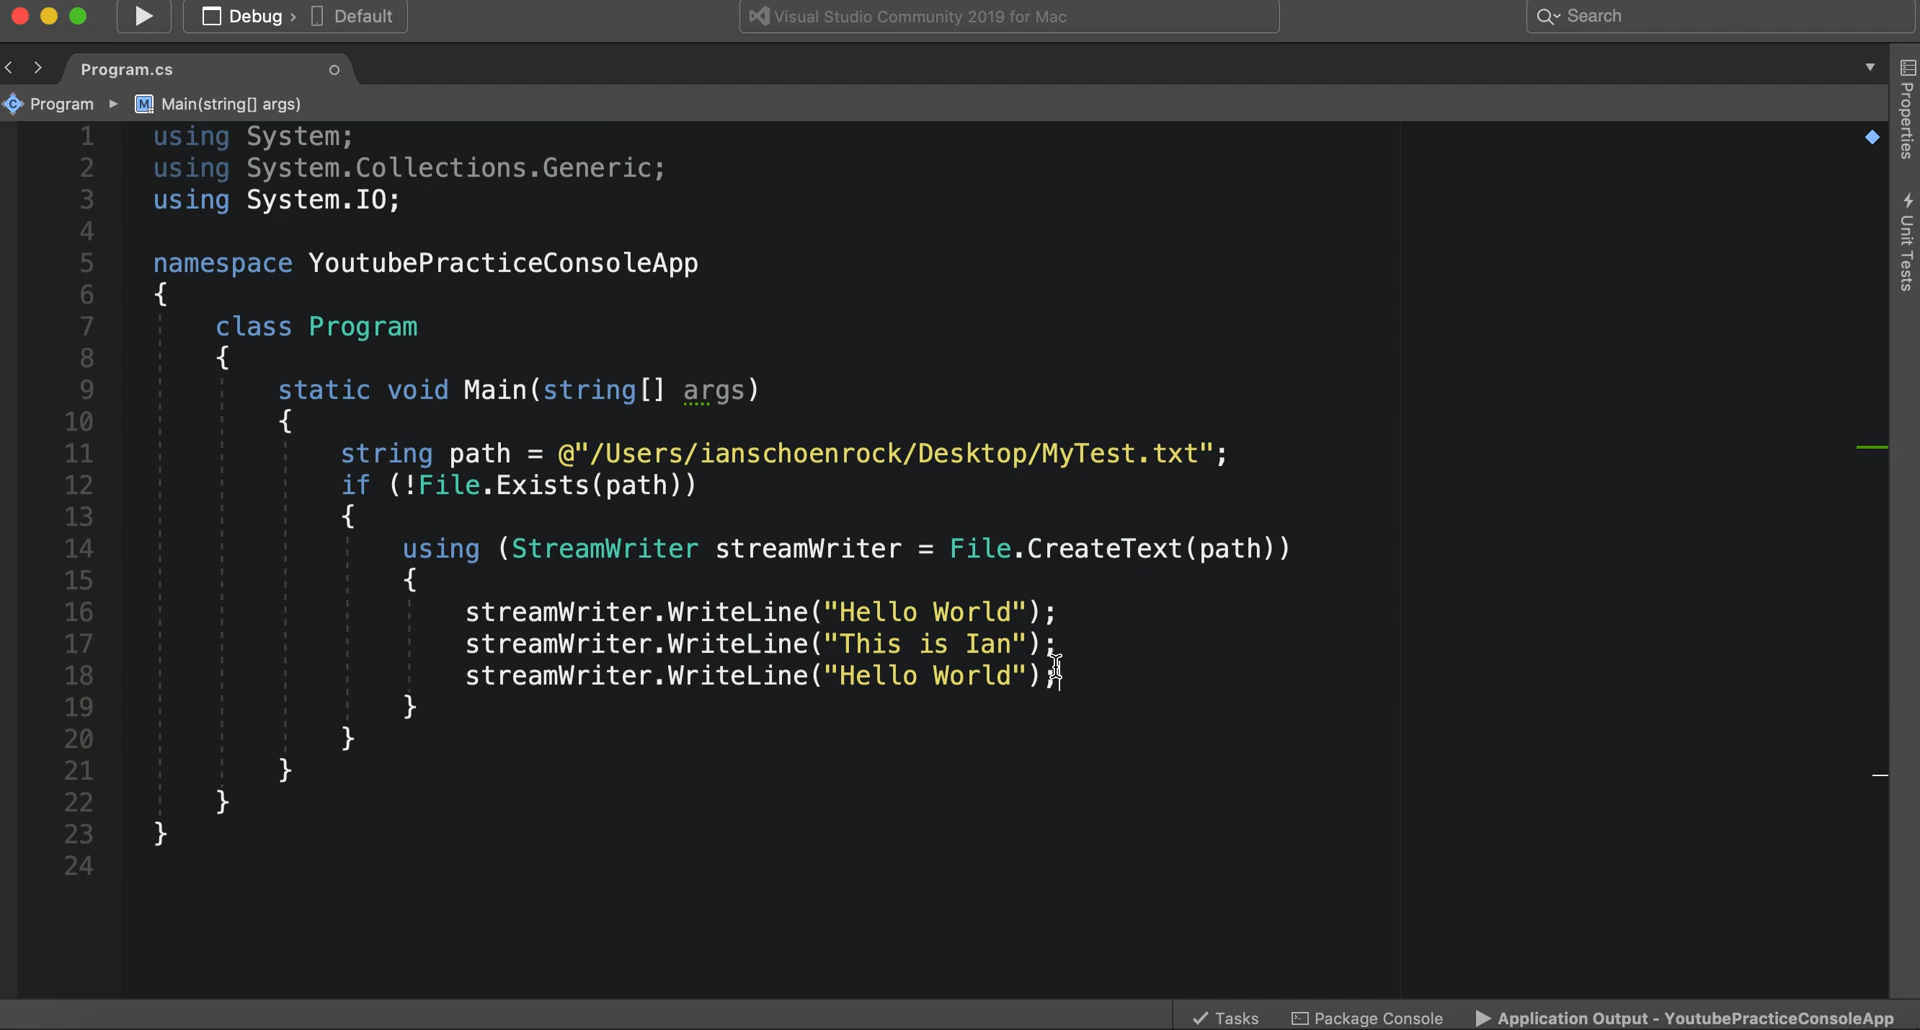 Debug › Default
Visual Studio Community 2019 for Mac
Search
Program.cs
Program ▸ M Main(string[] args)
1 using System;
2 using System.Collections.Generic;
3 using System.IO;
4
5 namespace YoutubePracticeConsoleApp
6 {
7 class Program
8 {
9 static void Main(string[] args)
10 {
11 string path = @"/Users/ianschoenrock/Desktop/MyTest.txt";
12 if (!File.Exists(path))
13 {
14 using (StreamWriter streamWriter = File.CreateText(path))
15 {
16 streamWriter.WriteLine("Hello World");
17 streamWriter.WriteLine("This is Ian");
18 streamWriter.WriteLine("Hello World");
19 }
20 }
21 }
22 }
23 }
24
Properties
Unit Tests
Tasks
Package Console
Application Output - YoutubePracticeConsoleApp